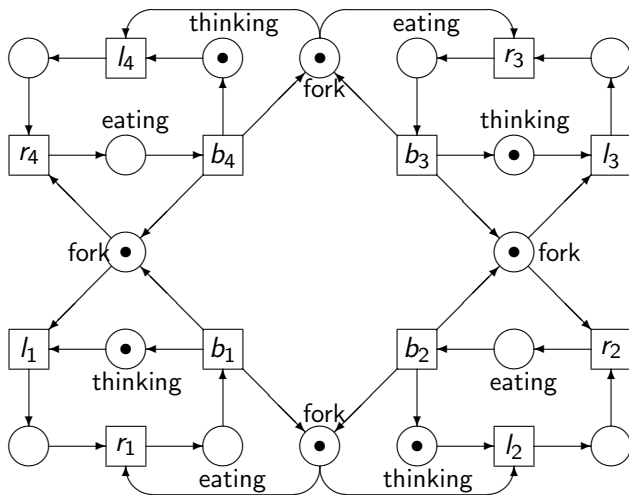 thinking
eating
l4
r3
fork
eating
thinking
r4
b4
b3
l3
fork
fork
l1
b1
b2
r2
thinking
eating
fork
r1
l2
eating
thinking